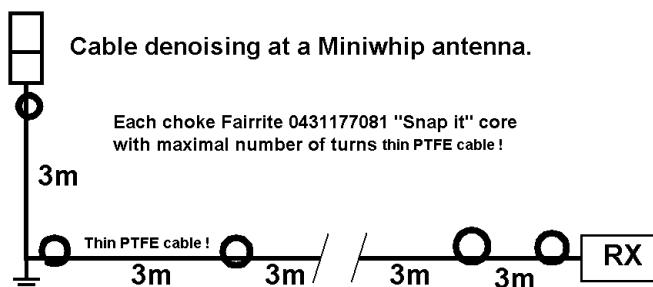 Cable denoising at a Miniwhip antenna.
Each choke Fairrite 0431177081 "Snap it" core
with maximal number of turns thin PTFE cable !
3m
Thin PTFE cable !
3m
3m
3m
3m
RX